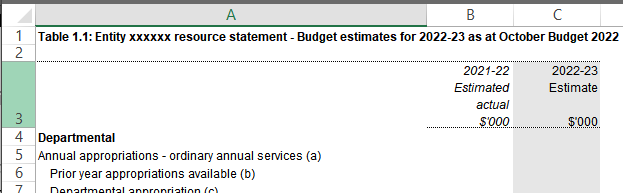 A B C
1 Table 1.1: Entity xxxxxx resource statement - Budget estimates for 2022-23 as at October Budget 2022
2
2021-22 2022-23
Estimated Estimate
actual
3 $'000 $'000
4 Departmental
5 Annual appropriations - ordinary annual services (a)
6 Prior year appropriations available (b)
7 Departmental appropriation (c)